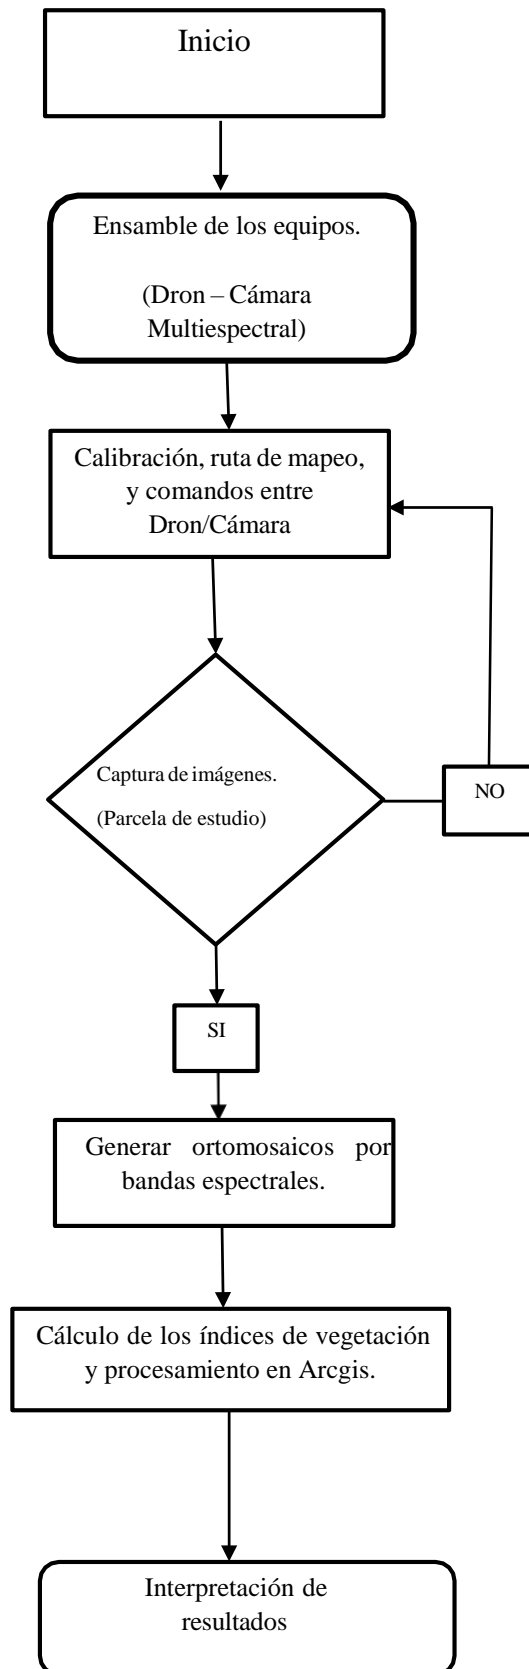 Inicio
Ensamble de los equipos.
(Dron – Cámara
Multiespectral)
Calibración, ruta de mapeo,
y comandos entre
Dron/Cámara
Captura de imágenes.
(Parcela de estudio)
NO
SI
Generar ortomosaicos por
bandas espectrales.
Cálculo de los índices de vegetación
y procesamiento en Arcgis.
Interpretación de
resultados